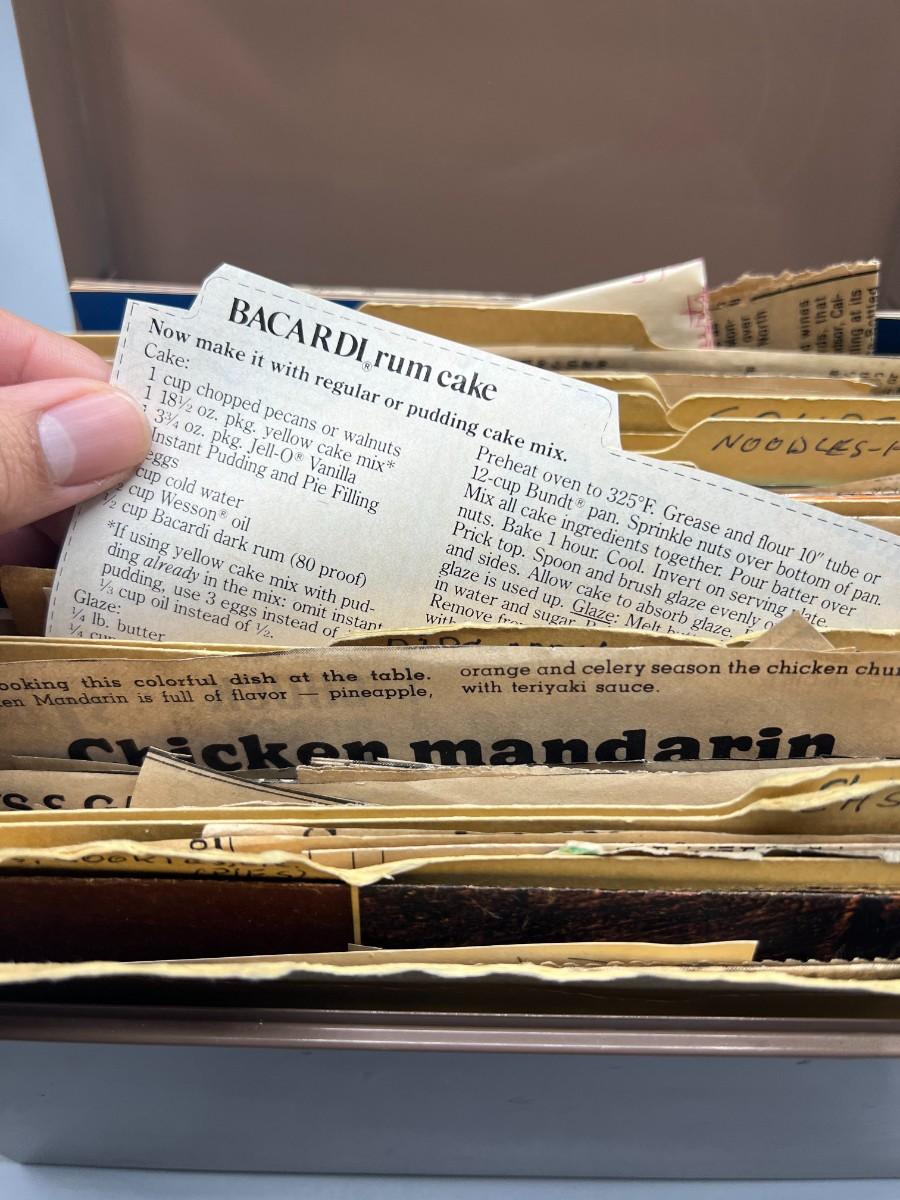 BACARDI® rum cake
Now make it with regular or pudding cake mix.
Cake:
1 cup chopped pecans or walnuts
1 18½ oz. pkg. yellow cake mix*
1 3¾ oz. pkg. Jell-O® Vanilla
Instant Pudding and Pie Filling
eggs
cup cold water
cup Wesson® oil
½ cup Bacardi dark rum (80 proof)
*If using yellow cake mix with pud-
ding already in the mix: omit instant
pudding, use 3 eggs instead of
⅓ cup oil instead of ½.
Glaze:
¼ lb. butter
¼ cup
Preheat oven to 325°F. Grease and flour 10" tube or
12-cup Bundt® pan. Sprinkle nuts over bottom of pan.
Mix all cake ingredients together. Pour batter over
nuts. Bake 1 hour. Cool. Invert on serving plate.
Prick top. Spoon and brush glaze evenly
and sides. Allow cake to absorb glaze.
glaze is used up. Glaze: Melt
in water and sugar.
Remove
with
NOODLES-
ooking this colorful dish at the table.
en Mandarin is full of flavor — pineapple,
orange and celery season the chicken
with teriyaki sauce.
Chicken mandarin